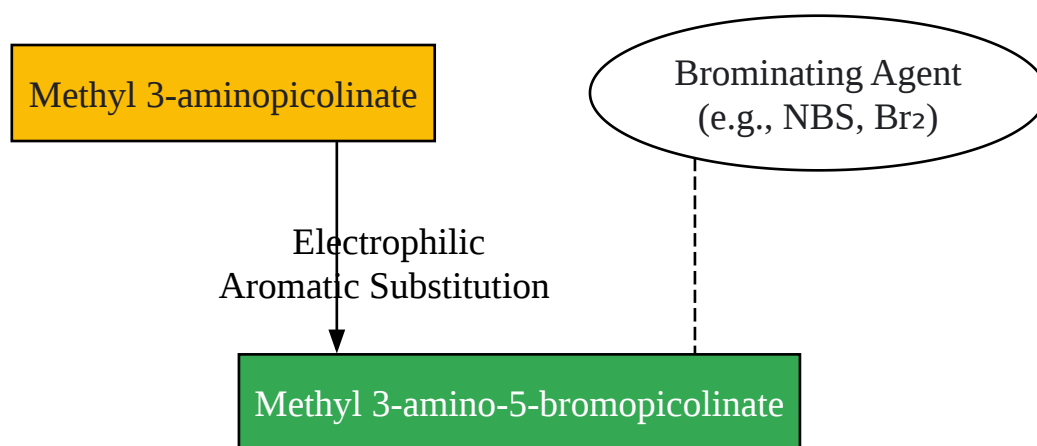 Methyl 3-aminopicolinate
Brominating Agent
(e.g., NBS, Br₂)
Electrophilic
Aromatic Substitution
Methyl 3-amino-5-bromopicolinate